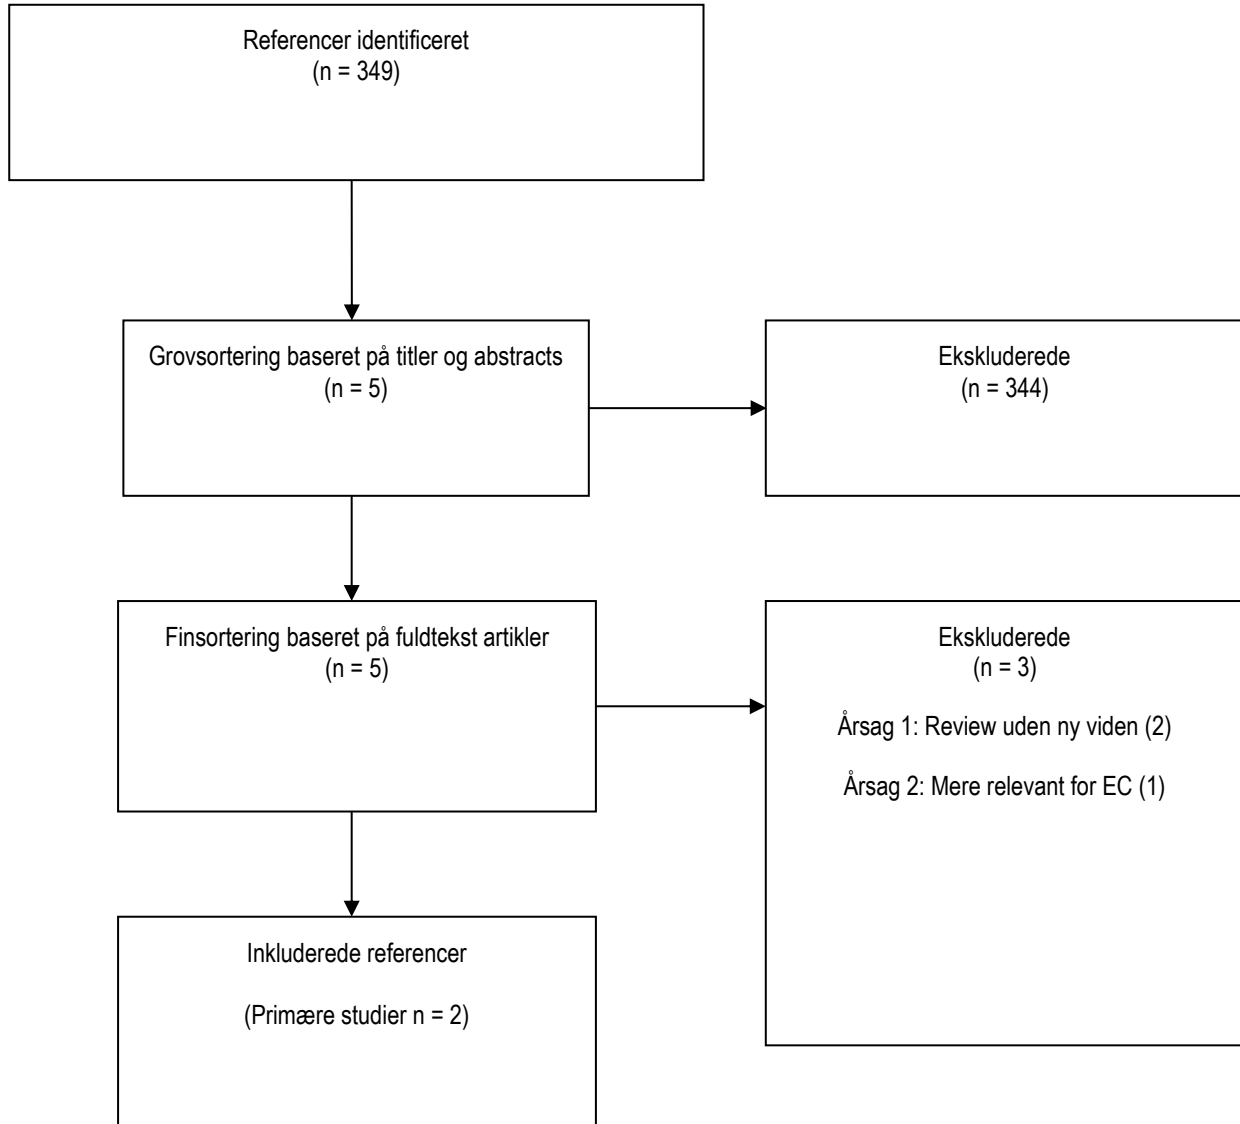 Referencer identificeret
(n = 349)
Grovsortering baseret på titler og abstracts
(n = 5)
Ekskluderede
(n = 344)
Finsortering baseret på fuldtekst artikler
(n = 5)
Ekskluderede
(n = 3)
Årsag 1: Review uden ny viden (2)
Årsag 2: Mere relevant for EC (1)
Inkluderede referencer
(Primære studier n = 2)